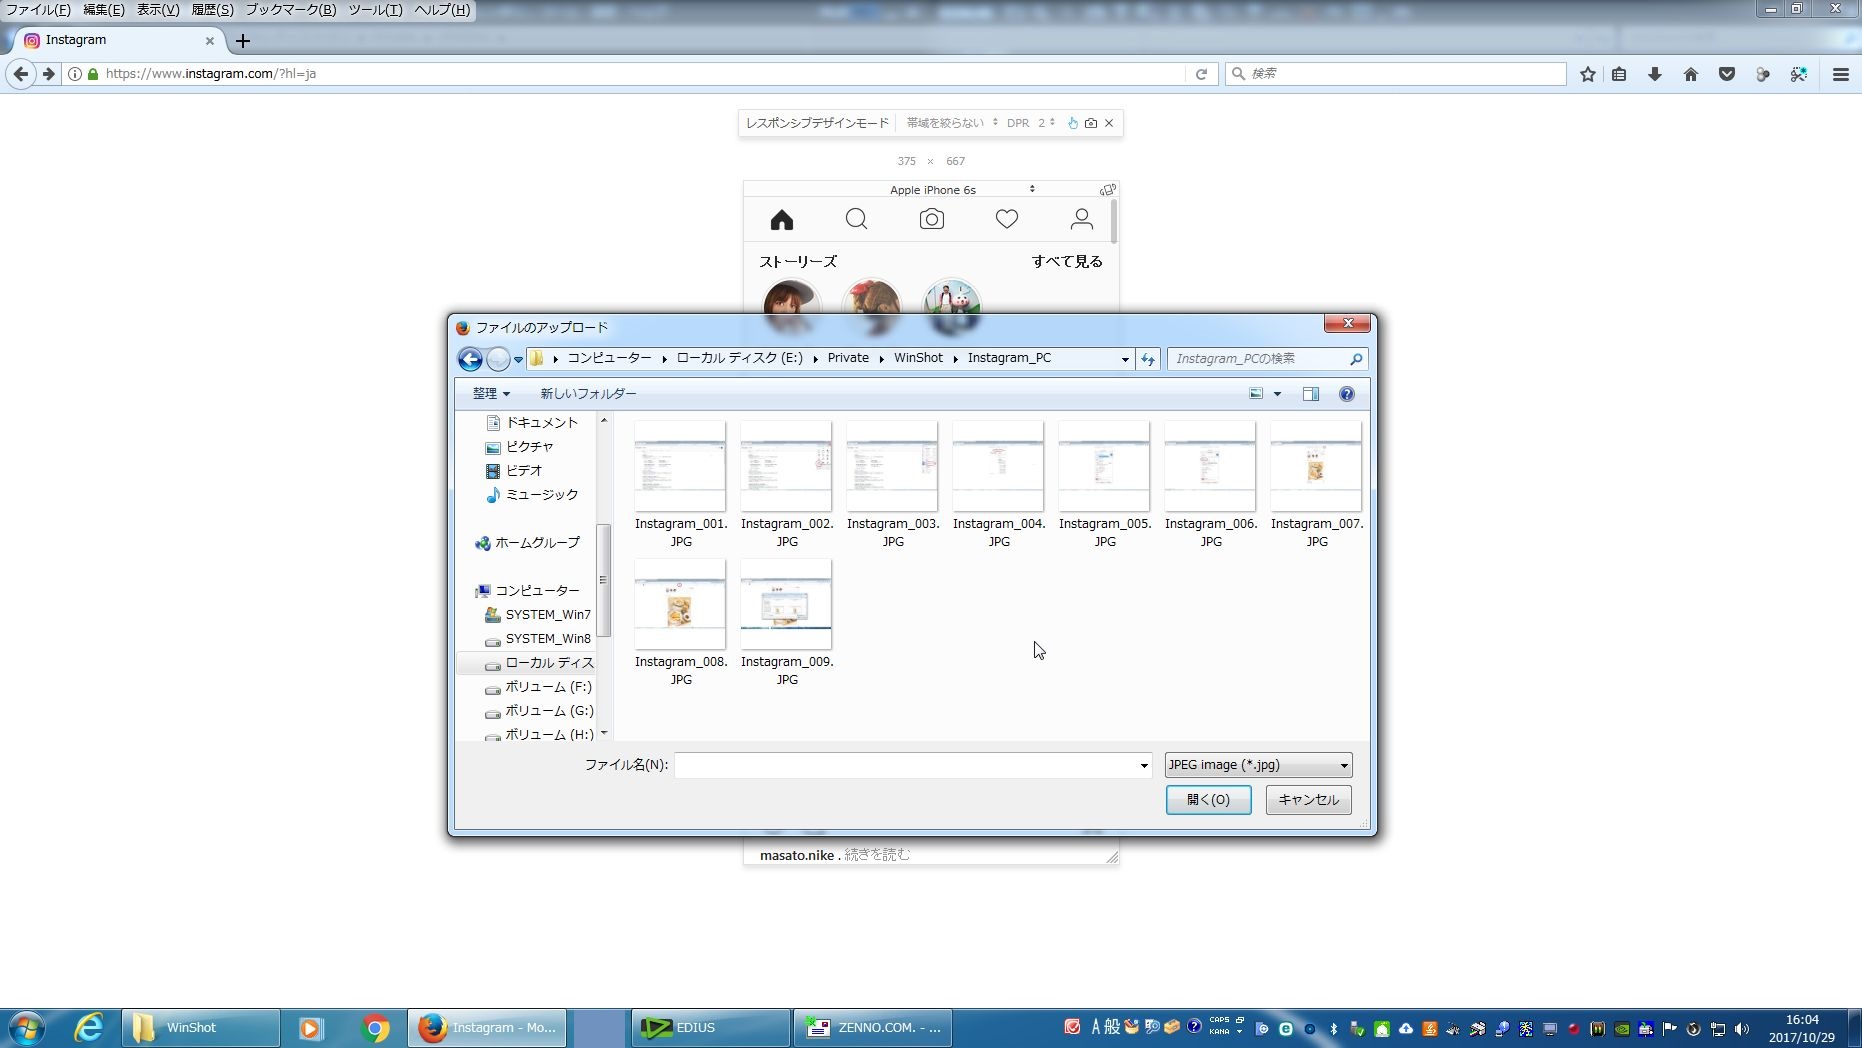 ファイル(F) 編集(E) 表示(V) 履歴(S) ブックマーク(B) ツール(T) ヘルプ(H)
Instagram
https://www.instagram.com/?hl=ja
検索
レスポンシブデザインモード 帯域を絞らない DPR 2
375 × 667
Apple iPhone 6s
ストーリーズ すべて見る
ファイルのアップロード
コンピューター ローカル ディスク (E:) Private WinShot Instagram_PC
Instagram_PCの検索
整理 新しいフォルダー
ドキュメント
ピクチャ
ビデオ
ミュージック
ホームグループ
コンピューター
SYSTEM_Win7
SYSTEM_Win8
ローカル ディス
ボリューム (F:)
ボリューム (G:)
ボリューム (H:)
Instagram_001.JPG
Instagram_002.JPG
Instagram_003.JPG
Instagram_004.JPG
Instagram_005.JPG
Instagram_006.JPG
Instagram_007.JPG
Instagram_008.JPG
Instagram_009.JPG
ファイル名(N):
JPEG image (*.jpg)
開く(O) キャンセル
masato.nike . 続きを読む
WinShot
Instagram - Mo...
EDIUS
ZENNO.COM. - ...
A 般
CAPS
KANA
16:04
2017/10/29